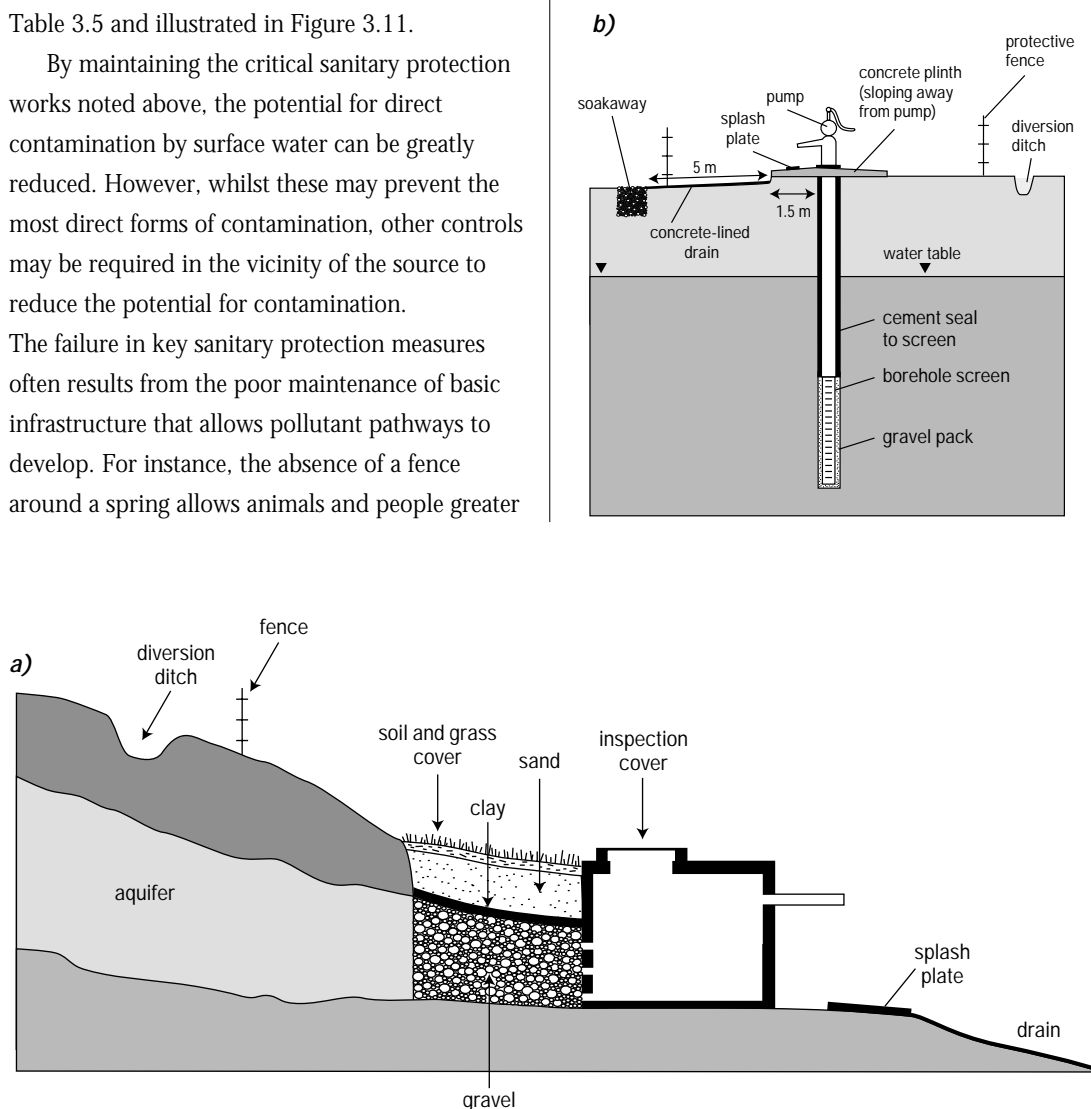 Table 3.5 and illustrated in Figure 3.11.
By maintaining the critical sanitary protection
works noted above, the potential for direct
contamination by surface water can be greatly
reduced. However, whilst these may prevent the
most direct forms of contamination, other controls
may be required in the vicinity of the source to
reduce the potential for contamination.
The failure in key sanitary protection measures
often results from the poor maintenance of basic
infrastructure that allows pollutant pathways to
develop. For instance, the absence of a fence
around a spring allows animals and people greater
b)
protective
fence
concrete plinth
(sloping away
from pump)
pump
soakaway
splash
plate
diversion
ditch
5 m
1.5 m
concrete-lined
drain
water table
cement seal
to screen
borehole screen
gravel pack
a)
fence
diversion
ditch
soil and grass
cover
sand
inspection
cover
clay
aquifer
splash
plate
drain
gravel